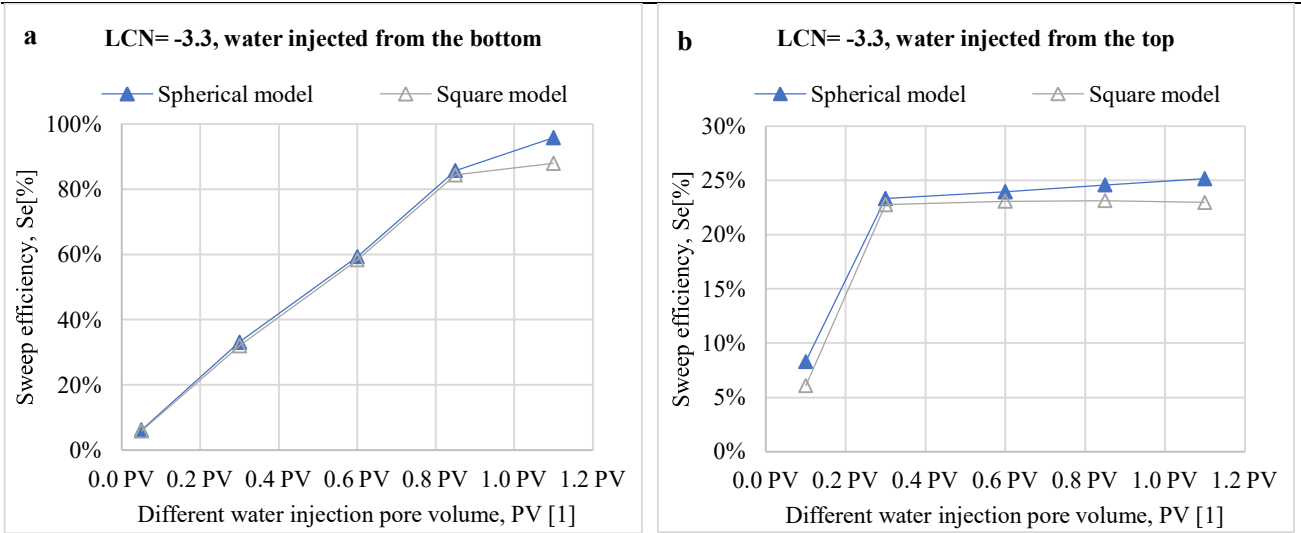 a
LCN= -3.3, water injected from the bottom
Spherical model
Square model
100%
80%
60%
40%
20%
0%
Sweep efficiency, Se[%]
0.0 PV 0.2 PV 0.4 PV 0.6 PV 0.8 PV 1.0 PV 1.2 PV
Different water injection pore volume, PV [1]
b
LCN= -3.3, water injected from the top
Spherical model
Square model
30%
25%
20%
15%
10%
5%
0%
Sweep efficiency, Se[%]
0.0 PV 0.2 PV 0.4 PV 0.6 PV 0.8 PV 1.0 PV 1.2 PV
Different water injection pore volume, PV [1]